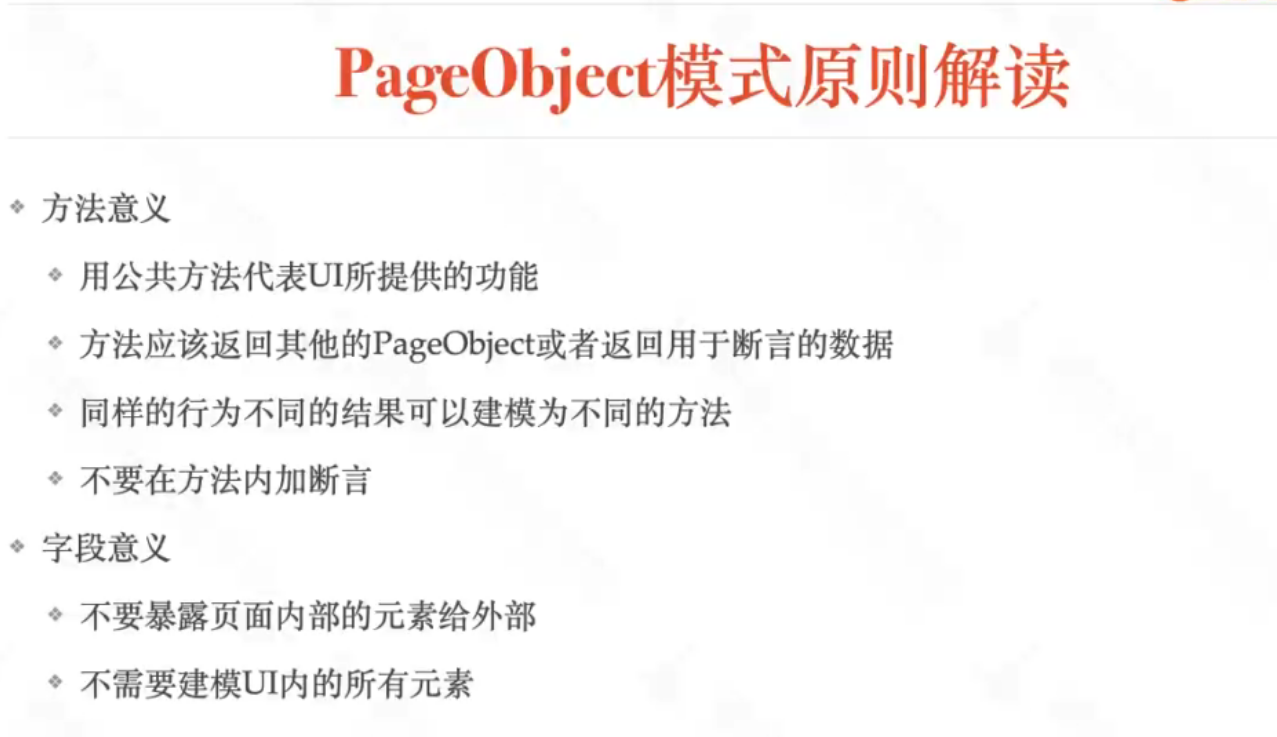 PageObject模式原则解读
方法意义
用公共方法代表UI所提供的功能
方法应该返回其他的PageObject或者返回用于断言的数据
同样的行为不同的结果可以建模为不同的方法
不要在方法内加断言
字段意义
不要暴露页面内部的元素给外部
不需要建模UI内的所有元素